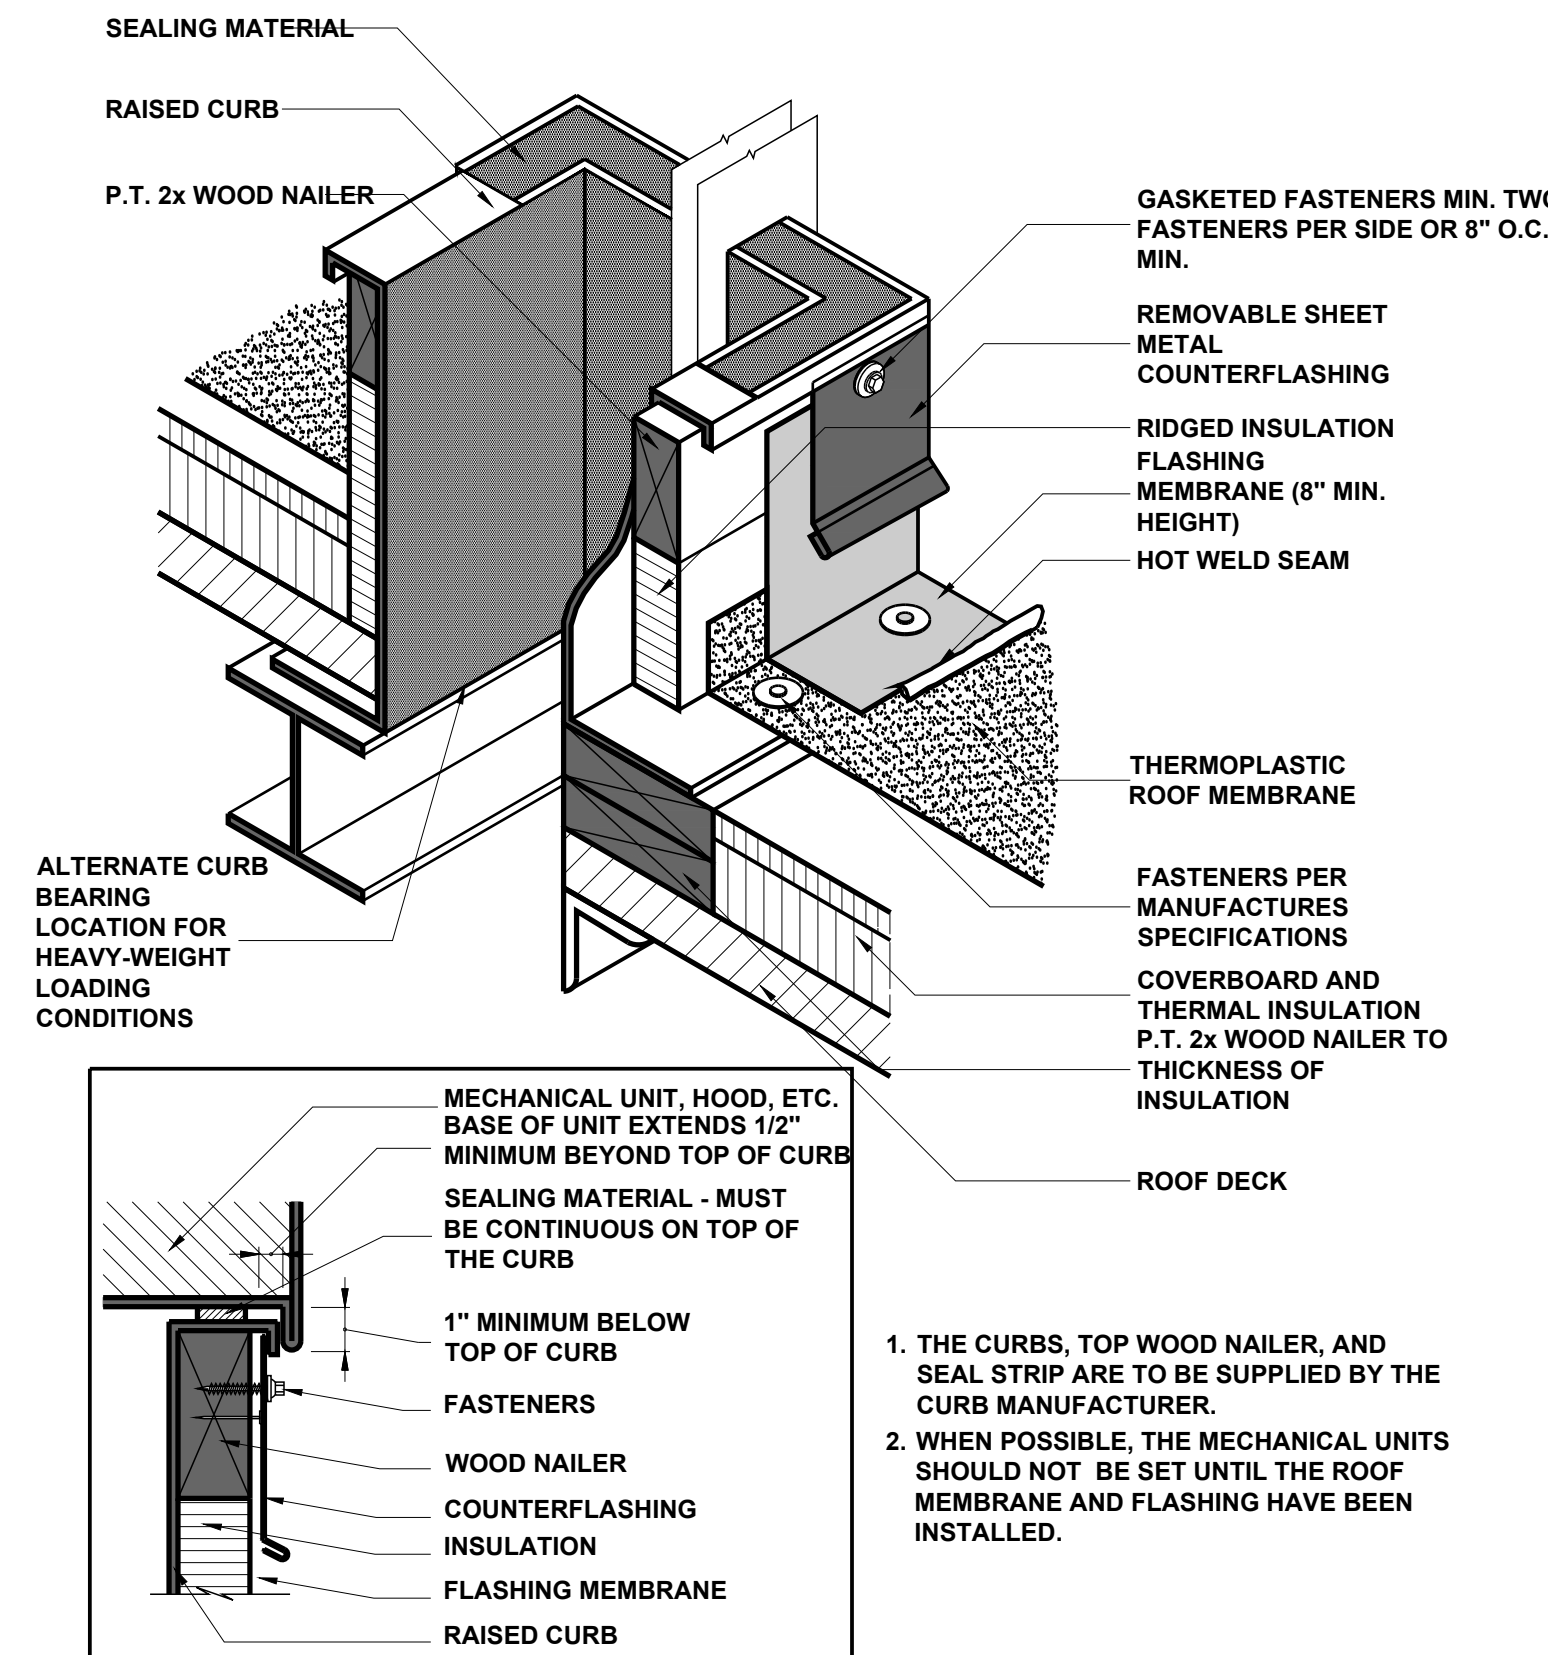 SEALING MATERIAL
RAISED CURB
P.T. 2x WOOD NAILER
GASKETED FASTENERS MIN. TWO
FASTENERS PER SIDE OR 8" O.C.
MIN.
REMOVABLE SHEET
METAL
COUNTERFLASHING
RIDGED INSULATION
FLASHING
MEMBRANE (8" MIN.
HEIGHT)
HOT WELD SEAM
THERMOPLASTIC
ROOF MEMBRANE
FASTENERS PER
MANUFACTURES
SPECIFICATIONS
COVERBOARD AND
THERMAL INSULATION
P.T. 2x WOOD NAILER TO
THICKNESS OF
INSULATION
ROOF DECK
ALTERNATE CURB
BEARING
LOCATION FOR
HEAVY-WEIGHT
LOADING
CONDITIONS
MECHANICAL UNIT, HOOD, ETC.
BASE OF UNIT EXTENDS 1/2"
MINIMUM BEYOND TOP OF CURB
SEALING MATERIAL - MUST
BE CONTINUOUS ON TOP OF
THE CURB
1" MINIMUM BELOW
TOP OF CURB
FASTENERS
WOOD NAILER
COUNTERFLASHING
INSULATION
FLASHING MEMBRANE
RAISED CURB
1. THE CURBS, TOP WOOD NAILER, AND
SEAL STRIP ARE TO BE SUPPLIED BY THE
CURB MANUFACTURER.
2. WHEN POSSIBLE, THE MECHANICAL UNITS
SHOULD NOT BE SET UNTIL THE ROOF
MEMBRANE AND FLASHING HAVE BEEN
INSTALLED.